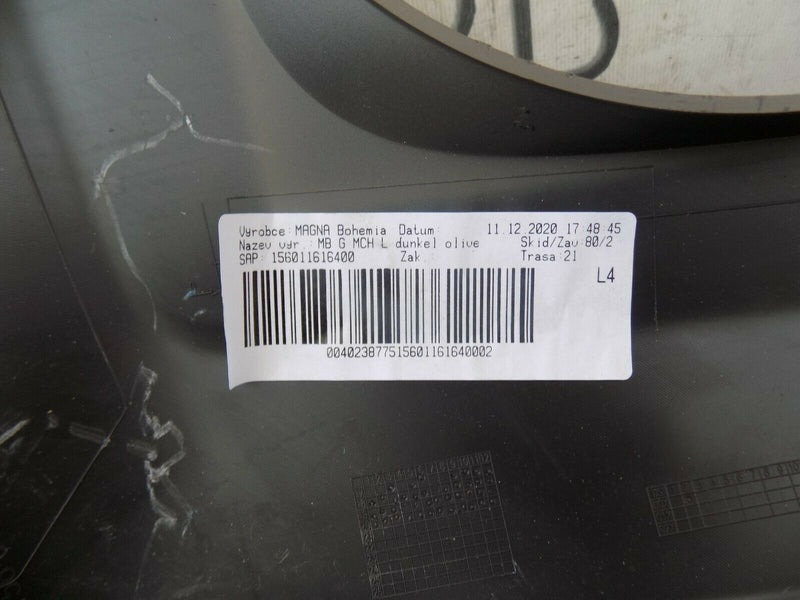 Vyrobce: MAGNA Bohemia Datum: 11.12.2020 17:48:45
Nazev vyr.: MB G MCH L dunkel olive Skid/Zav:80/2
SAP: 156011616400 Zak.: Trasa:21
L4
004023877515601161640002